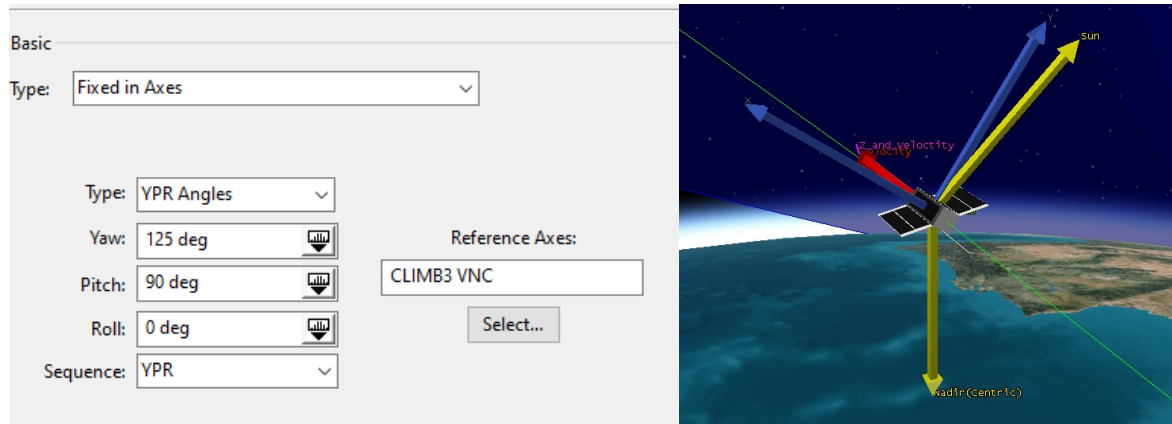 Basic
Type: Fixed in Axes
Type: YPR Angles
Yaw: 125 deg
Reference Axes:
Pitch: 90 deg
CLIMB3 VNC
Roll: 0 deg
Select...
Sequence: YPR
Y
Sun
X
Z_and_Veloctity
Velocity
Nadir(Centric)